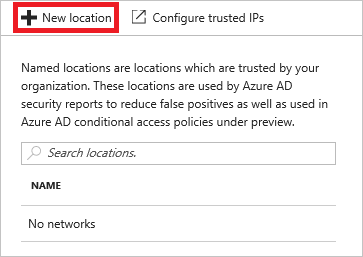 New location Configure trusted IPs
Named locations are locations which are trusted by your
organization. These locations are used by Azure AD
security reports to reduce false positives as well as used in
Azure AD conditional access policies under preview.
Search locations.
NAME
No networks